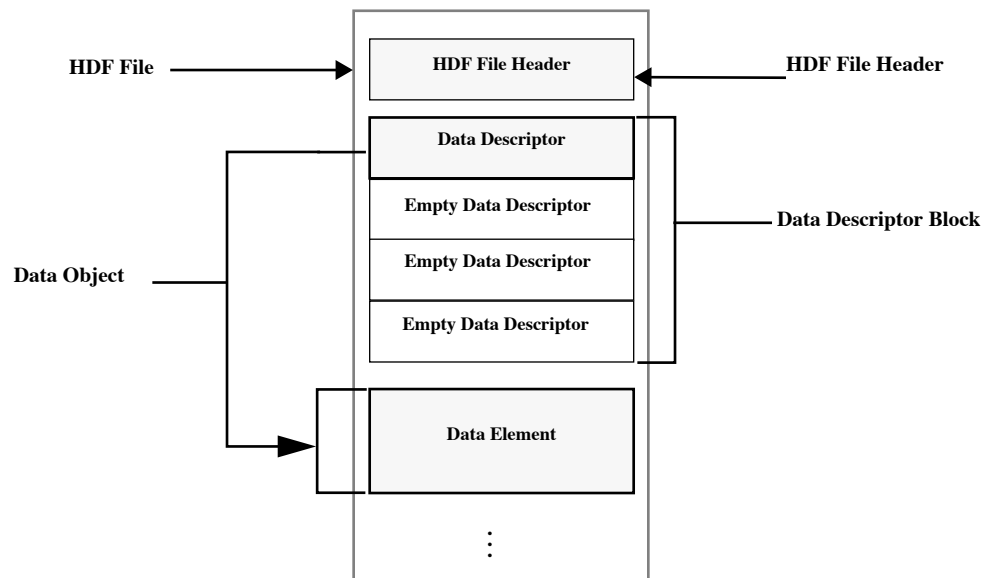 HDF File
HDF File Header
HDF File Header
Data Descriptor
Empty Data Descriptor
Data Descriptor Block
Empty Data Descriptor
Data Object
Empty Data Descriptor
Data Element